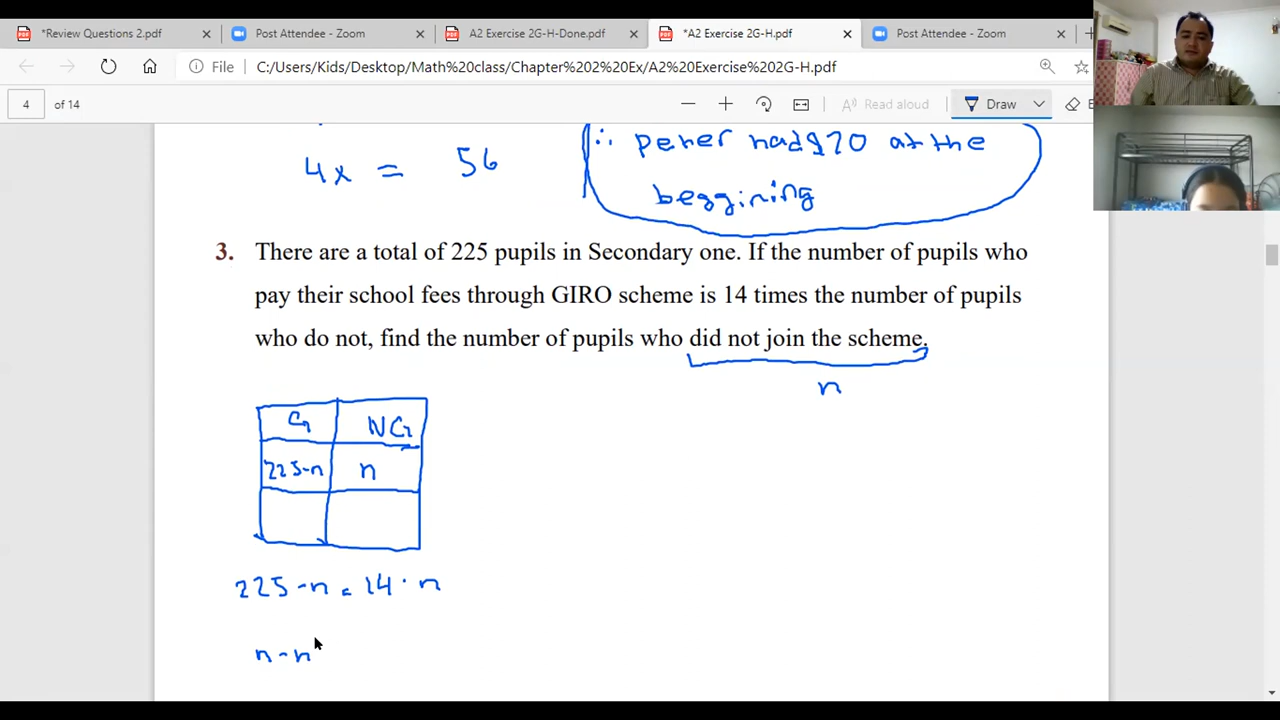 *Review Questions 2.pdf
Post Attendee - Zoom
A2 Exercise 2G-H-Done.pdf
*A2 Exercise 2G-H.pdf
Post Attendee - Zoom
File
C:/Users/Kids/Desktop/Math%20class/Chapter%202%20Ex/A2%20Exercise%202G-H.pdf
4 of 14
Read aloud
Draw
∴ peher had $70 at the
4x = 56
beggining
3. There are a total of 225 pupils in Secondary one. If the number of pupils who
pay their school fees through GIRO scheme is 14 times the number of pupils
who do not, find the number of pupils who did not join the scheme.
n
G NG
225-n n
225-n = 14·n
n-n